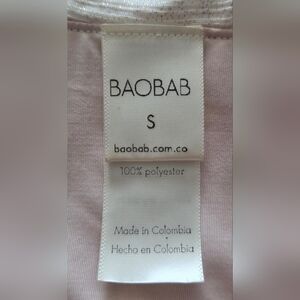 BAOBAB
S
baobab.com.co
100% polyester
Made in Colombia
Hecho en Colombia